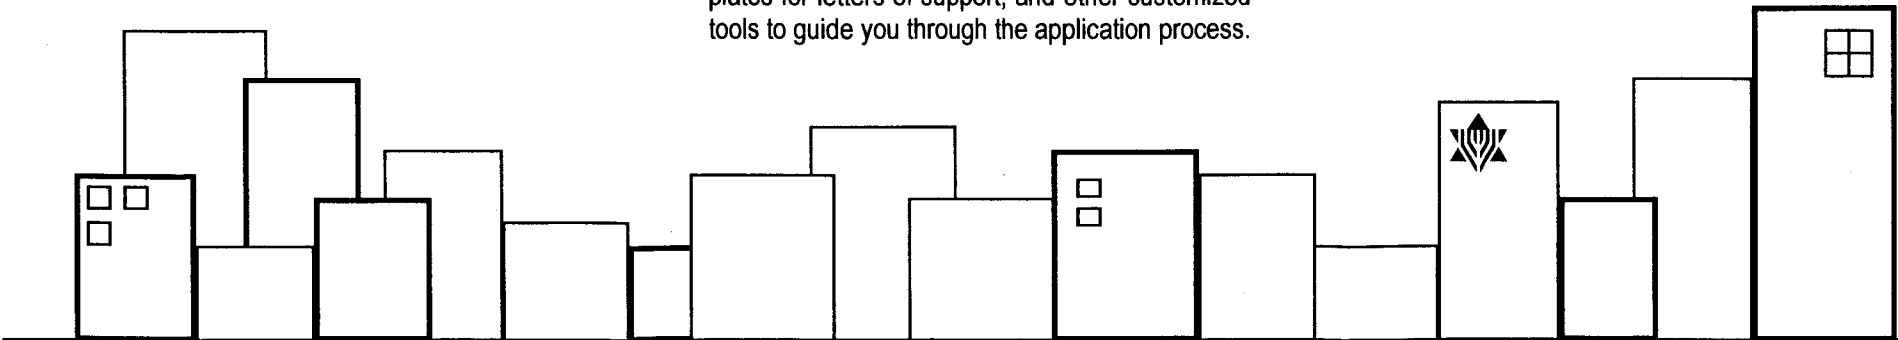 plates for letters of support, and other customized
tools to guide you through the application process.